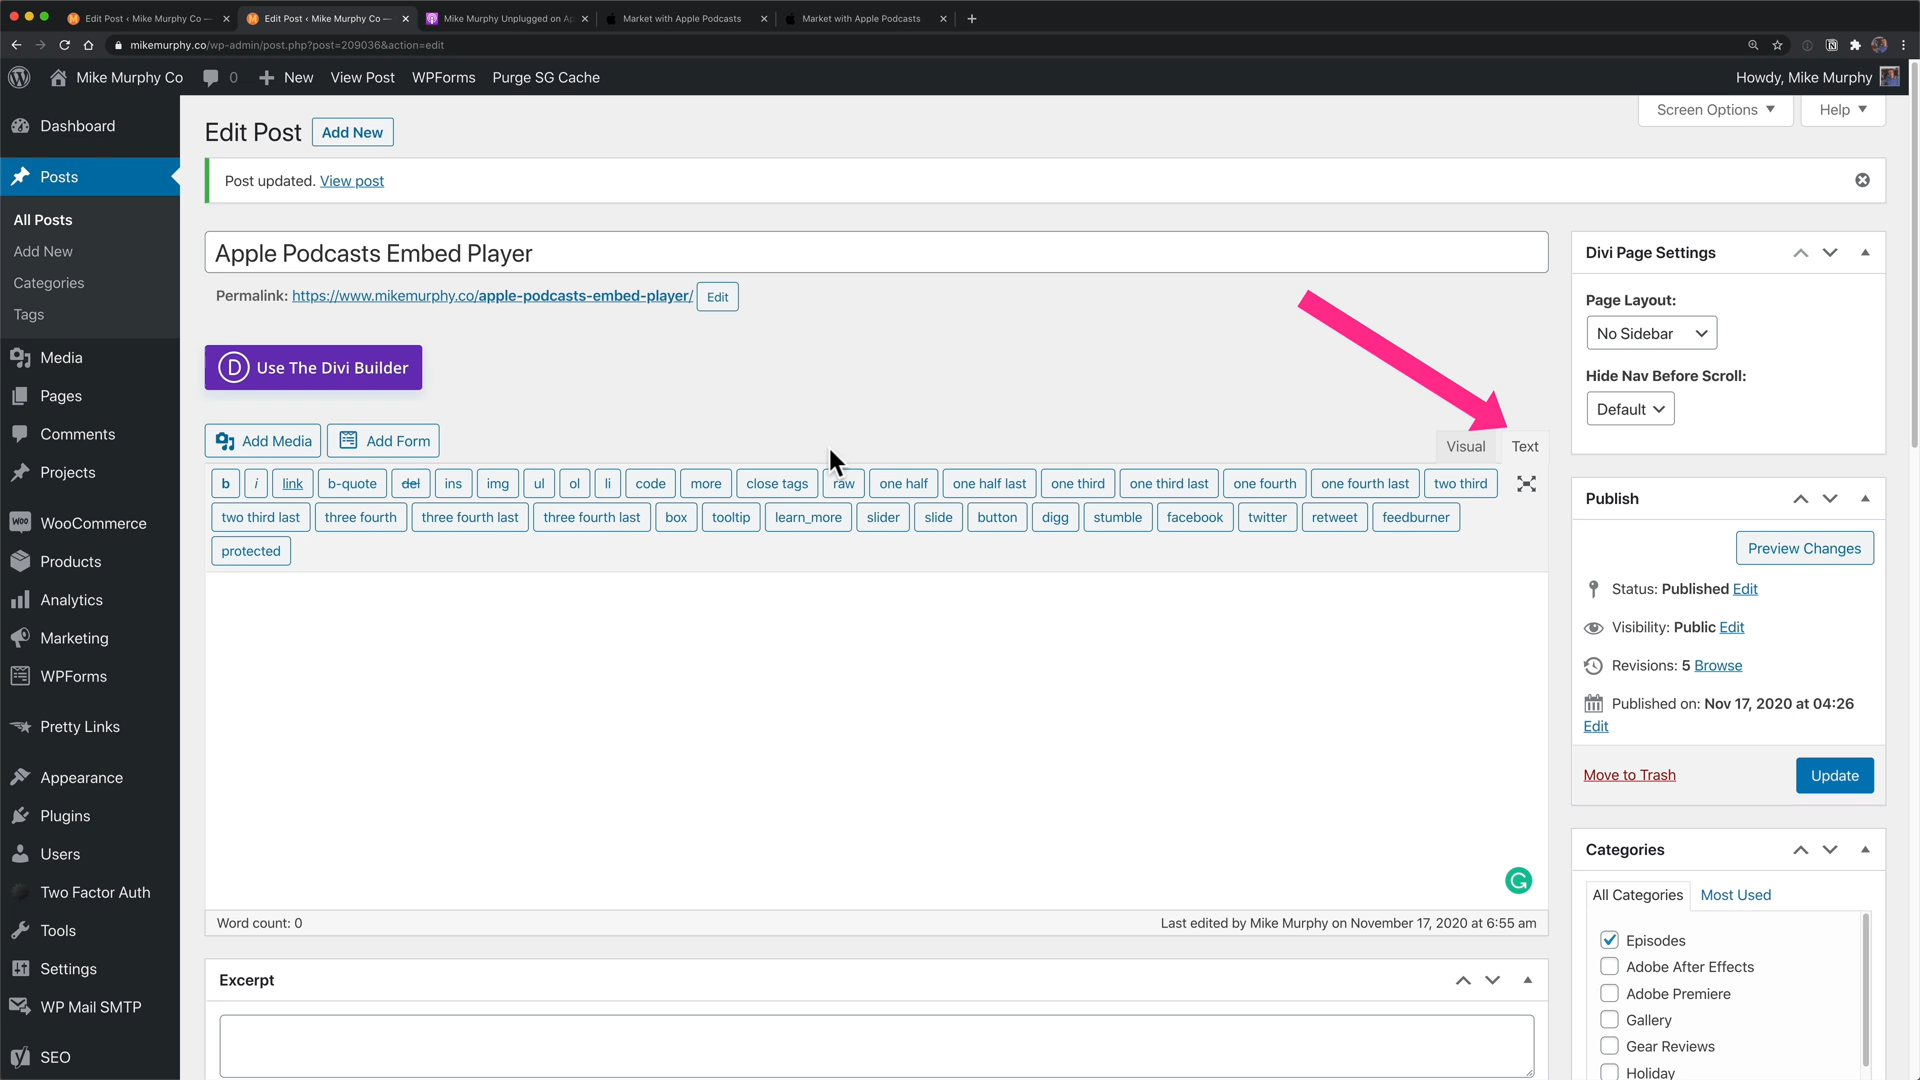 Edit Post ‹ Mike Murphy Co —
Edit Post ‹ Mike Murphy Co —
Mike Murphy Unplugged on Ap
Market with Apple Podcasts
Market with Apple Podcasts
mikemurphy.co/wp-admin/post.php?post=209036&action=edit
Mike Murphy Co
0
New
View Post
WPForms
Purge SG Cache
Howdy, Mike Murphy
Screen Options
Help
Dashboard
Posts
All Posts
Add New
Categories
Tags
Media
Pages
Comments
Projects
WooCommerce
Products
Analytics
Marketing
WPForms
Pretty Links
Appearance
Plugins
Users
Two Factor Auth
Tools
Settings
WP Mail SMTP
SEO
Edit Post
Add New
Post updated. View post
Apple Podcasts Embed Player
Permalink: https://www.mikemurphy.co/apple-podcasts-embed-player/ Edit
D Use The Divi Builder
Add Media
Add Form
Visual
Text
b i link b-quote del ins img ul ol li code more close tags raw one half one half last one third one third last one fourth one fourth last two third
two third last three fourth three fourth last three fourth last box tooltip learn_more slider slide button digg stumble facebook twitter retweet feedburner
protected
Word count: 0
Last edited by Mike Murphy on November 17, 2020 at 6:55 am
Excerpt
Divi Page Settings
Page Layout:
No Sidebar
Hide Nav Before Scroll:
Default
Publish
Preview Changes
Status: Published Edit
Visibility: Public Edit
Revisions: 5 Browse
Published on: Nov 17, 2020 at 04:26
Edit
Move to Trash
Update
Categories
All Categories
Most Used
Episodes
Adobe After Effects
Adobe Premiere
Gallery
Gear Reviews
Holiday